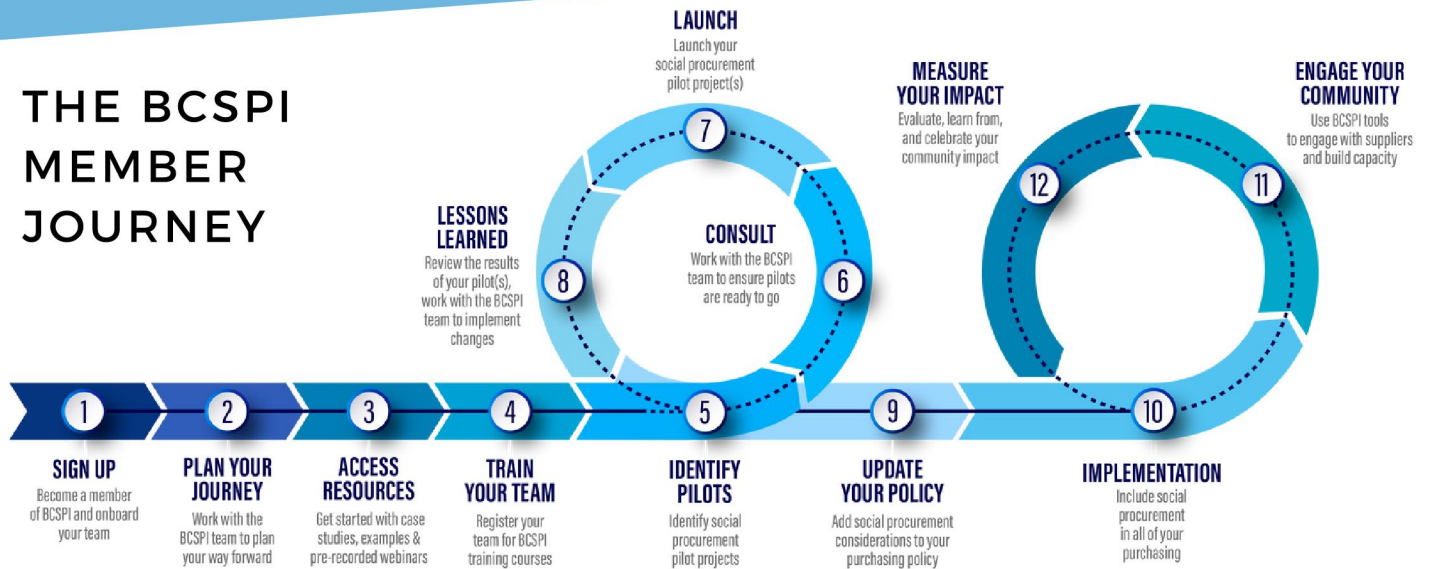 THE BCSPI
MEMBER
JOURNEY
1
SIGN UP
Become a member
of BCSPI and onboard
your team
2
PLAN YOUR
JOURNEY
Work with the
BCSPI team to plan
your way forward
3
ACCESS
RESOURCES
Get started with case
studies, examples &
pre-recorded webinars
4
TRAIN
YOUR TEAM
Register your
team for BCSPI
training courses
5
IDENTIFY
PILOTS
Identify social
procurement
pilot projects
6
CONSULT
Work with the BCSPI
team to ensure pilots
are ready to go
7
LAUNCH
Launch your
social procurement
pilot project(s)
8
LESSONS
LEARNED
Review the results
of your pilot(s),
work with the BCSPI
team to implement
changes
9
UPDATE
YOUR POLICY
Add social procurement
considerations to your
purchasing policy
10
IMPLEMENTATION
Include social
procurement
in all of your
purchasing
11
ENGAGE YOUR
COMMUNITY
Use BCSPI tools
to engage with suppliers
and build capacity
12
MEASURE
YOUR IMPACT
Evaluate, learn from,
and celebrate your
community impact